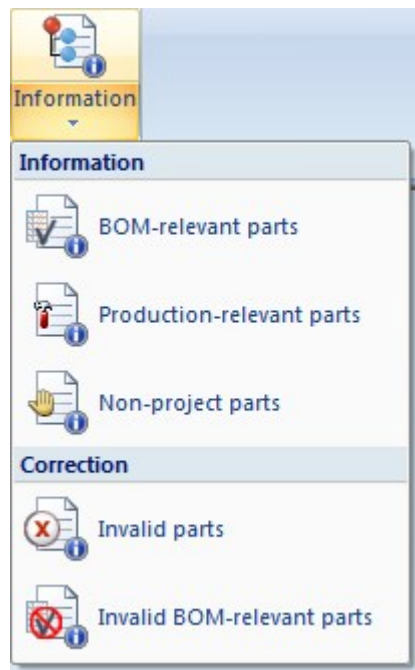 Information
Information
BOM-relevant parts
Production-relevant parts
Non-project parts
Correction
Invalid parts
Invalid BOM-relevant parts